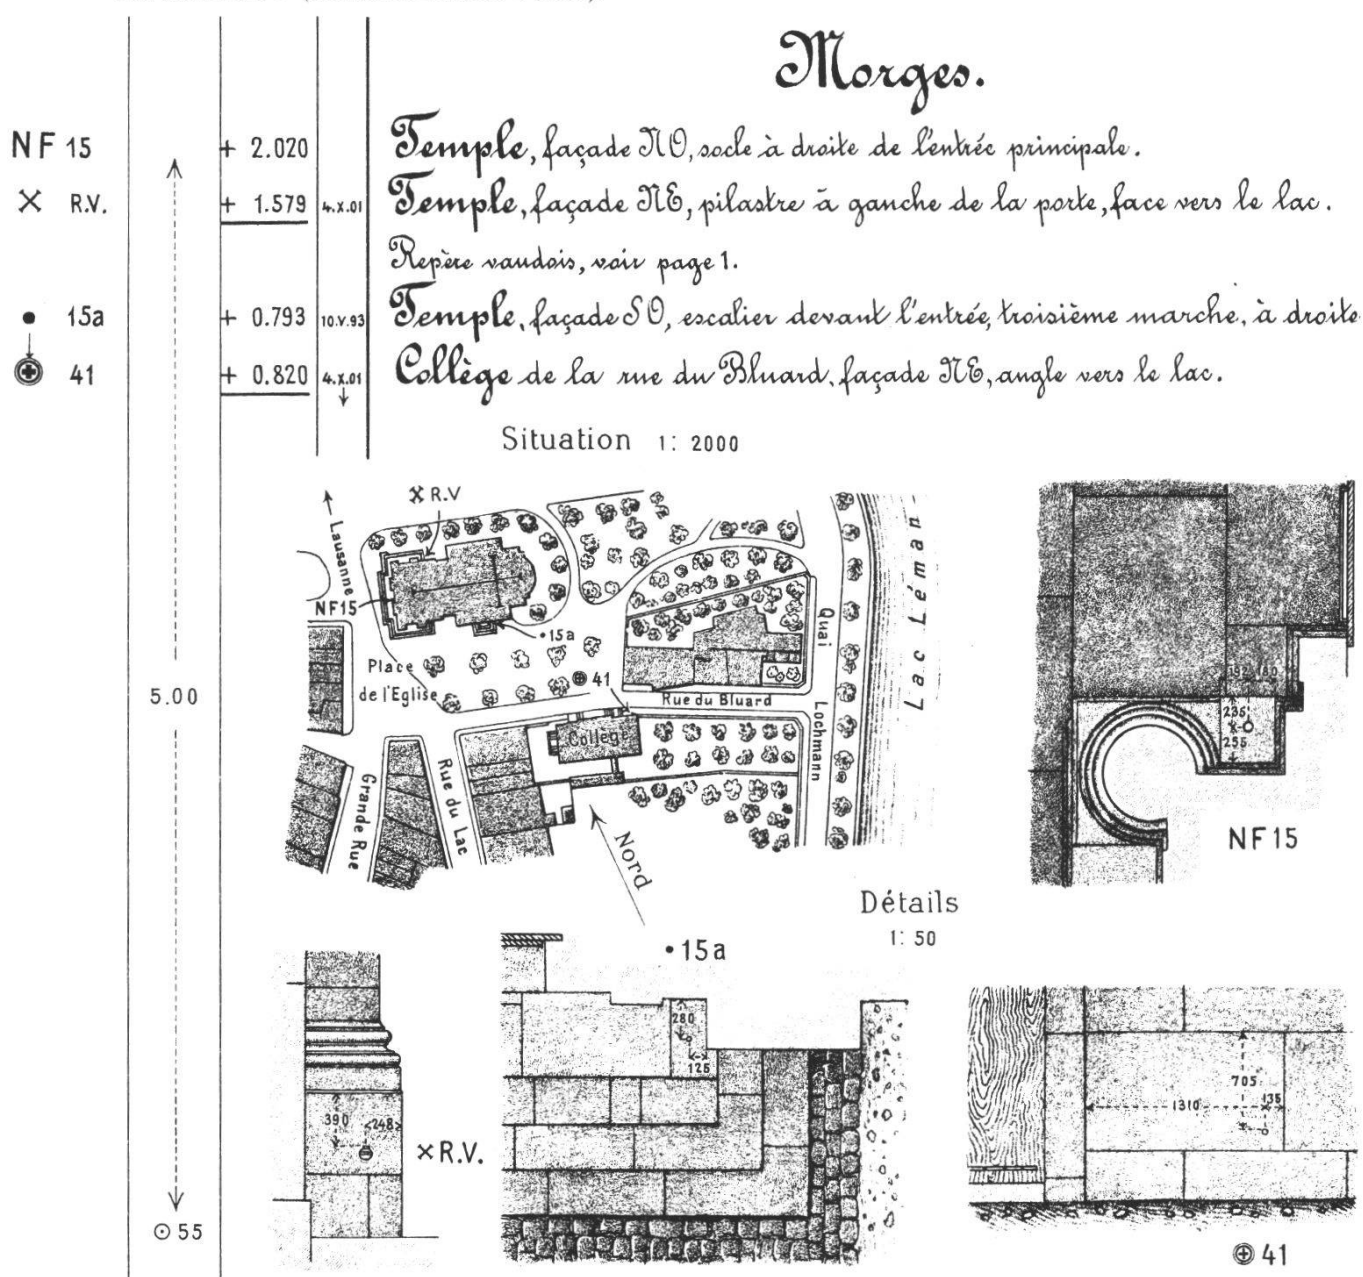 Morges.
NF 15 + 2.020 Temple, façade NO, socle à droite de l'entrée principale.
R.V. + 1.579 4.X.01 Temple, façade NE, pilastre à gauche de la porte, face vers le lac.
Repère vaudois, voir page 1.
15a + 0.793 10.V.93 Temple, façade SO, escalier devant l'entrée, troisième marche, à droite
41 + 0.820 4.X.01 Collège de la rue du Bluard, façade NE, angle vers le lac.
Situation 1: 2000
R.V
Lausanne
NF15
15a
Place
de l'Eglise
41
Rue du Bluard
Collège
Quai
Lochmann
Lac Léman
Grande Rue
Rue du Lac
Nord
5.00
55
236
255
NF15
Détails
1: 50
390
248
R.V.
15a
280
125
705
1310
135
41